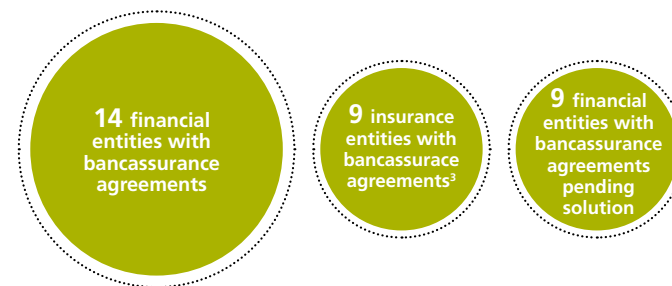 14 financial
entities with
bancassurance
agreements
9 insurance
entities with
bancassurace
agreements³
9 financial
entities with
bancassurance
agreements
pending
solution